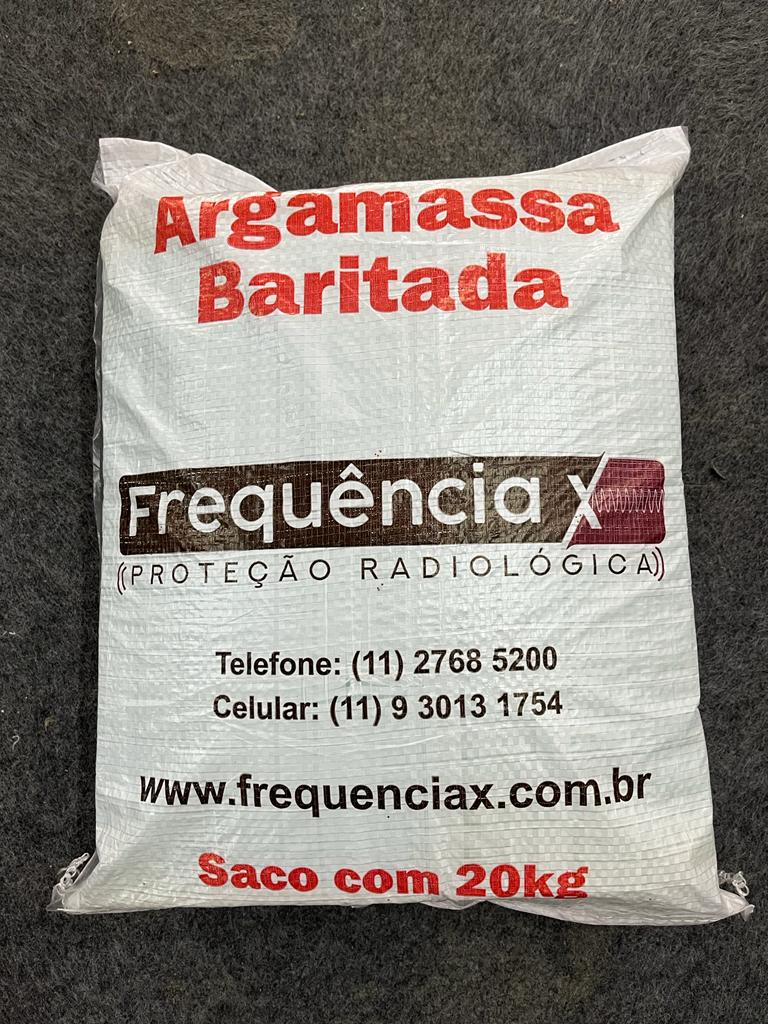 Argamassa
Baritada
Frequência X
((PROTEÇÃO RADIOLÓGICA))
Telefone: (11) 2768 5200
Celular: (11) 9 3013 1754
www.frequenciax.com.br
Saco com 20kg